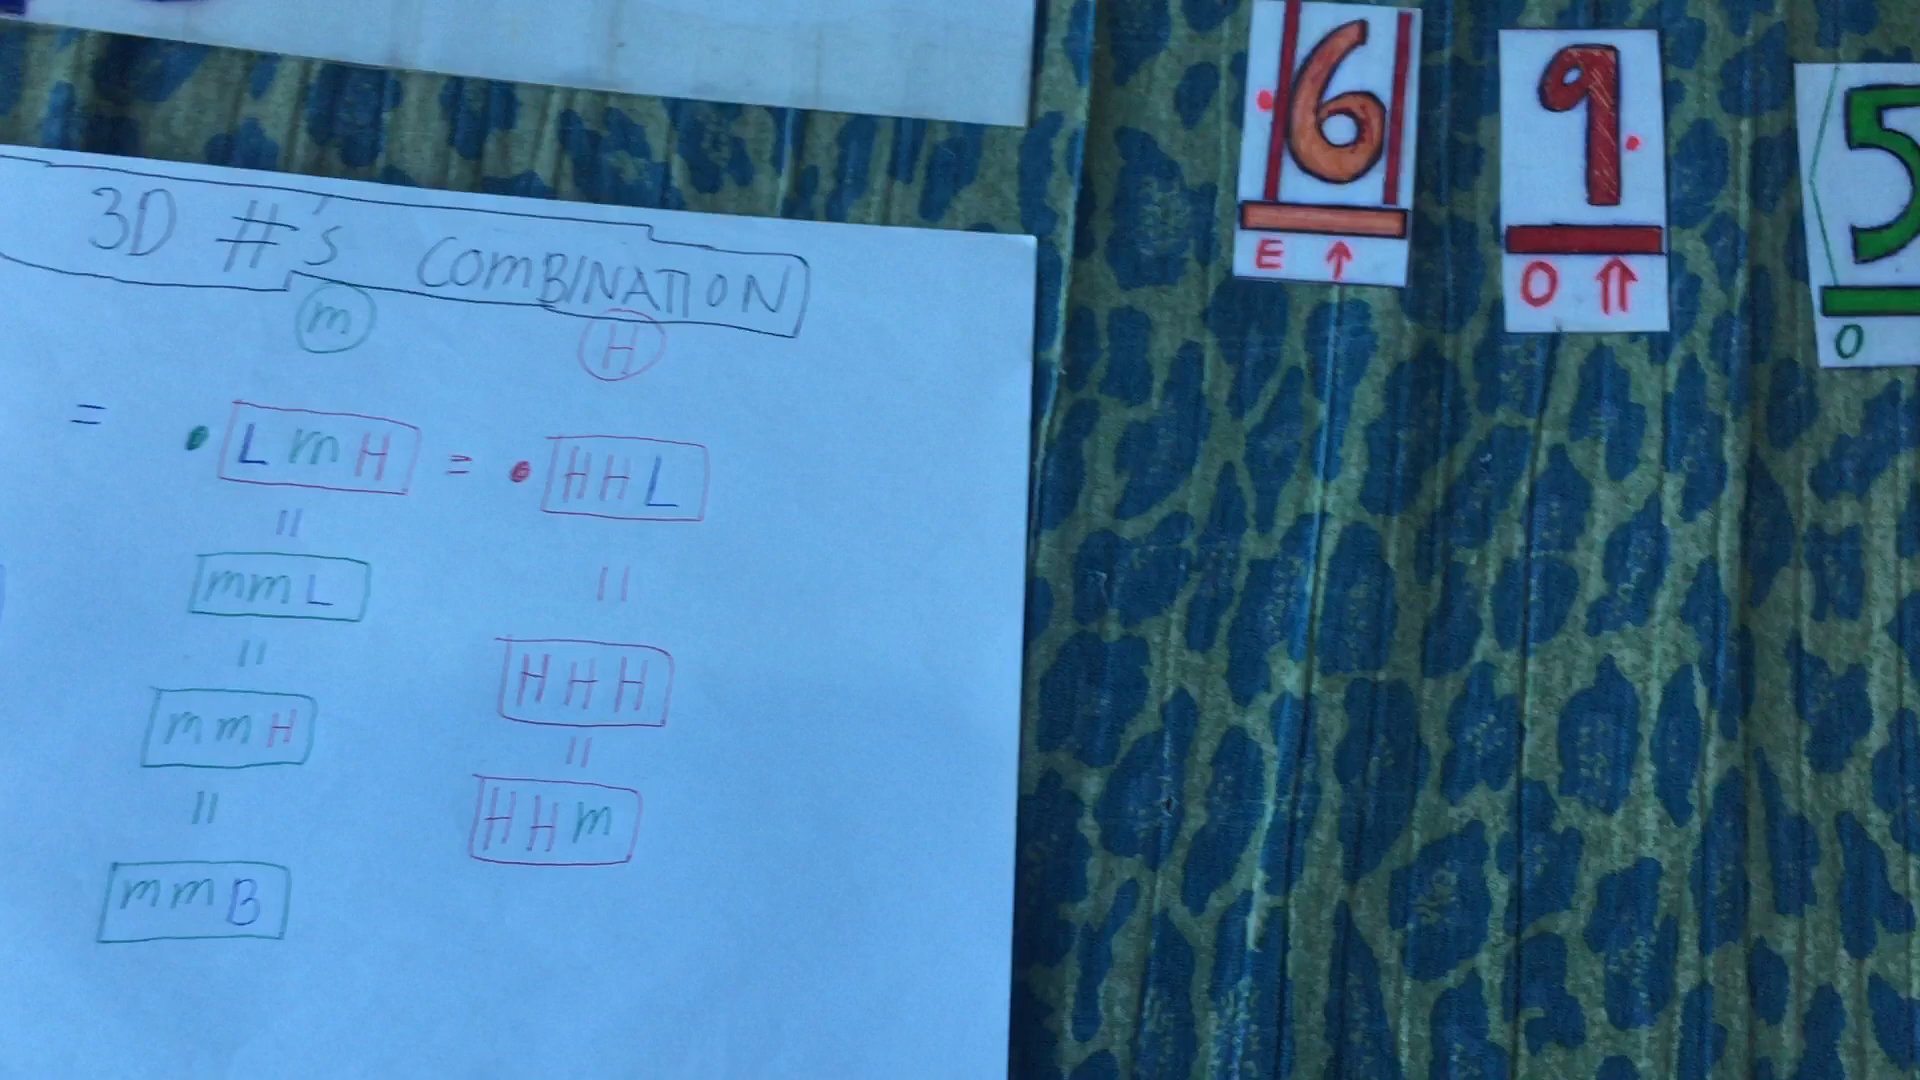 3D #'s COMBINATION
m
H
= • LmH = • HHL
=
mmL
=
mmH
=
mmB
=
HHH
=
HHm
6
E ↑
9
O ⇑
5
O